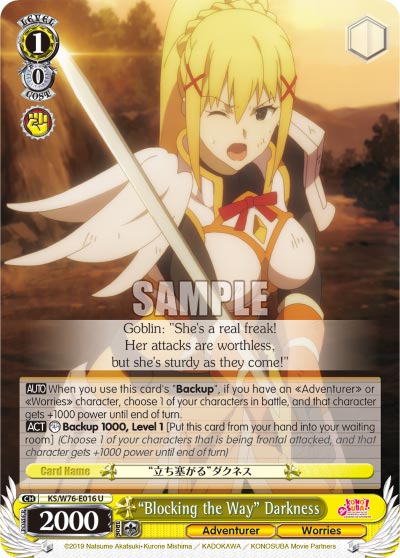 LEVEL
1
0
COST
SAMPLE
Goblin: "She's a real freak!
Her attacks are worthless,
but she's sturdy as they come!"
AUTO When you use this card's "Backup", if you have an «Adventurer» or
«Worries» character, choose 1 of your characters in battle, and that character
gets +1000 power until end of turn.
ACT Backup 1000, Level 1 [Put this card from your hand into your waiting
room] (Choose 1 of your characters that is being frontal attacked, and that
character gets +1000 power until end of turn)
Card Name
“立ち塞がる”ダクネス
CH KS/W76-E016 U
POWER
2000
SOUL
“Blocking the Way” Darkness
KONO SUBA!
Adventurer
Worries
©2019 Natsume Akatsuki・Kurone Mishima / KADOKAWA / KONOSUBA Movie Partners